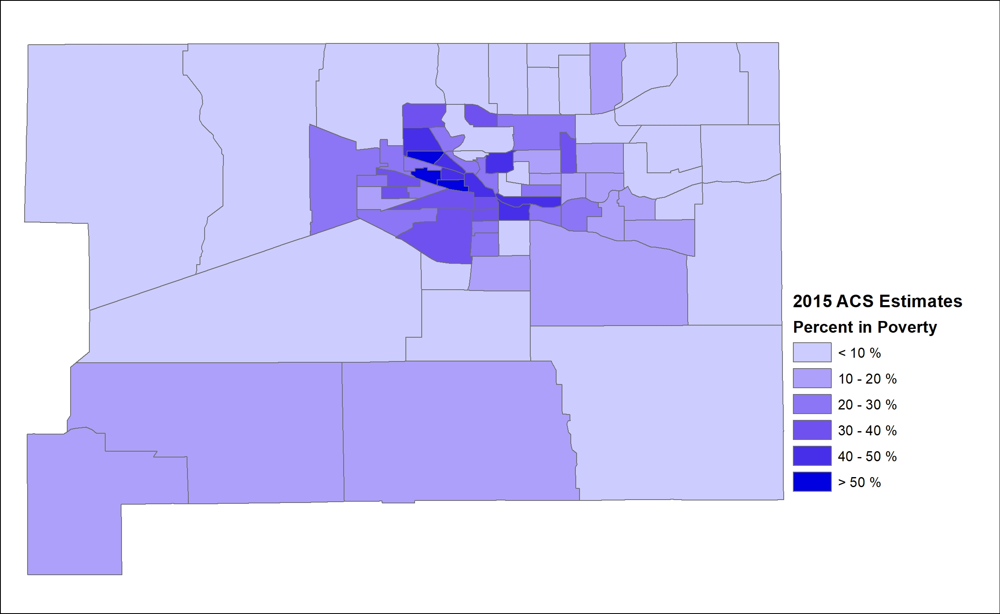 2015 ACS Estimates
Percent in Poverty
< 10 %
10 - 20 %
20 - 30 %
30 - 40 %
40 - 50 %
> 50 %